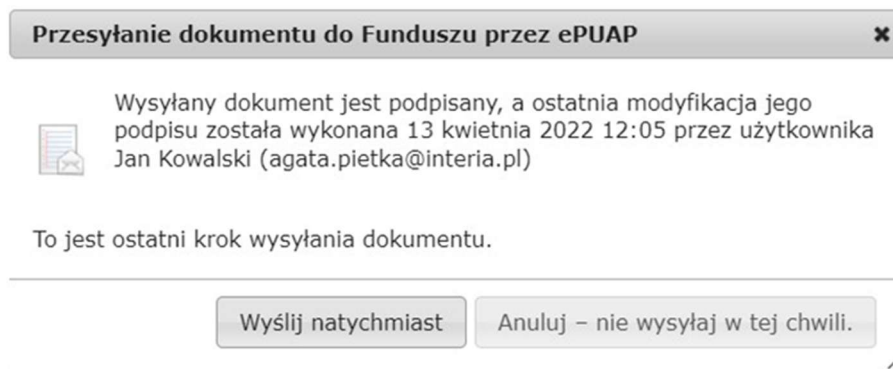 Przesyłanie dokumentu do Funduszu przez ePUAP
Wysyłany dokument jest podpisany, a ostatnia modyfikacja jego
podpisu została wykonana 13 kwietnia 2022 12:05 przez użytkownika
Jan Kowalski (agata.pietka@interia.pl)
To jest ostatni krok wysyłania dokumentu.
Wyślij natychmiast
Anuluj – nie wysyłaj w tej chwili.